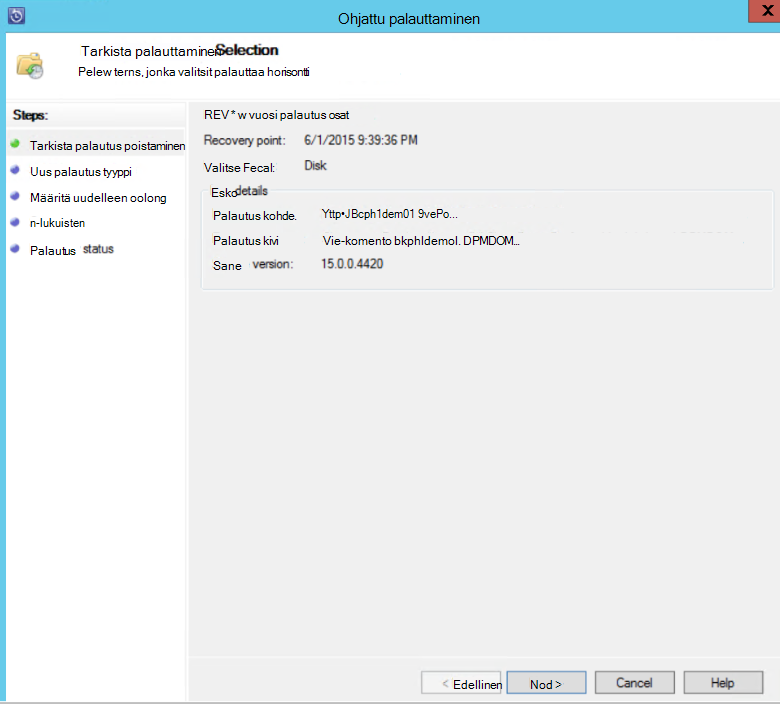 Ohjattu palauttaminen
X
Tarkista palauttaminen Selection
Pelew terns, jonka valitsit palauttaa horisontti
Steps:
Tarkista palautus poistaminen
Uus palautus tyyppi
Määritä uudelleen oolong
n-lukuisten
Palautus status
REV * w vuosi palautus osat
Recovery point: 6/1/2015 9:39:36 PM
Valitse Fecal: Disk
Esko details
Palautus kohde. Yttp•JBcph1dem01 9vePo...
Palautus kivi Vie-komento bkphldemol. DPMDOM...
Sane version: 15.0.0.4420
< Edellinen
Nod >
Cancel
Help